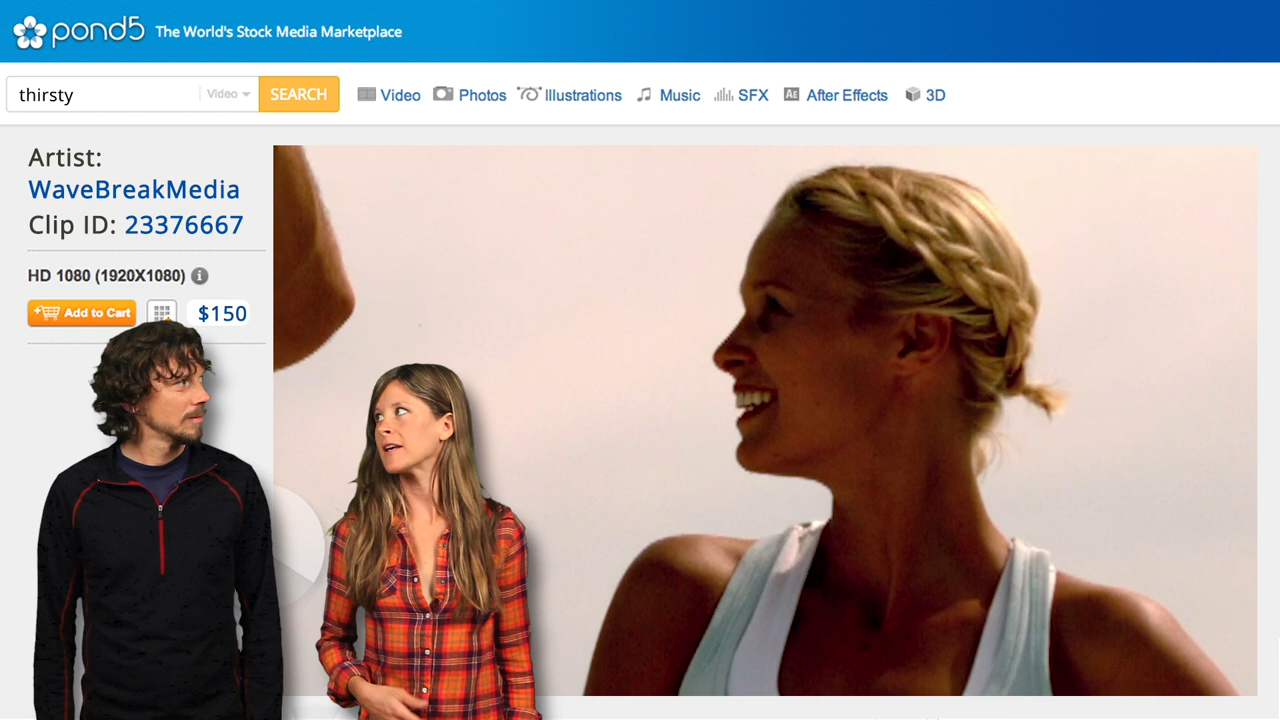 pond5 The World's Stock Media Marketplace
thirsty Video SEARCH Video Photos Illustrations Music SFX AE After Effects 3D
Artist:
WaveBreakMedia
Clip ID: 23376667
HD 1080 (1920X1080) i
Add to Cart $150